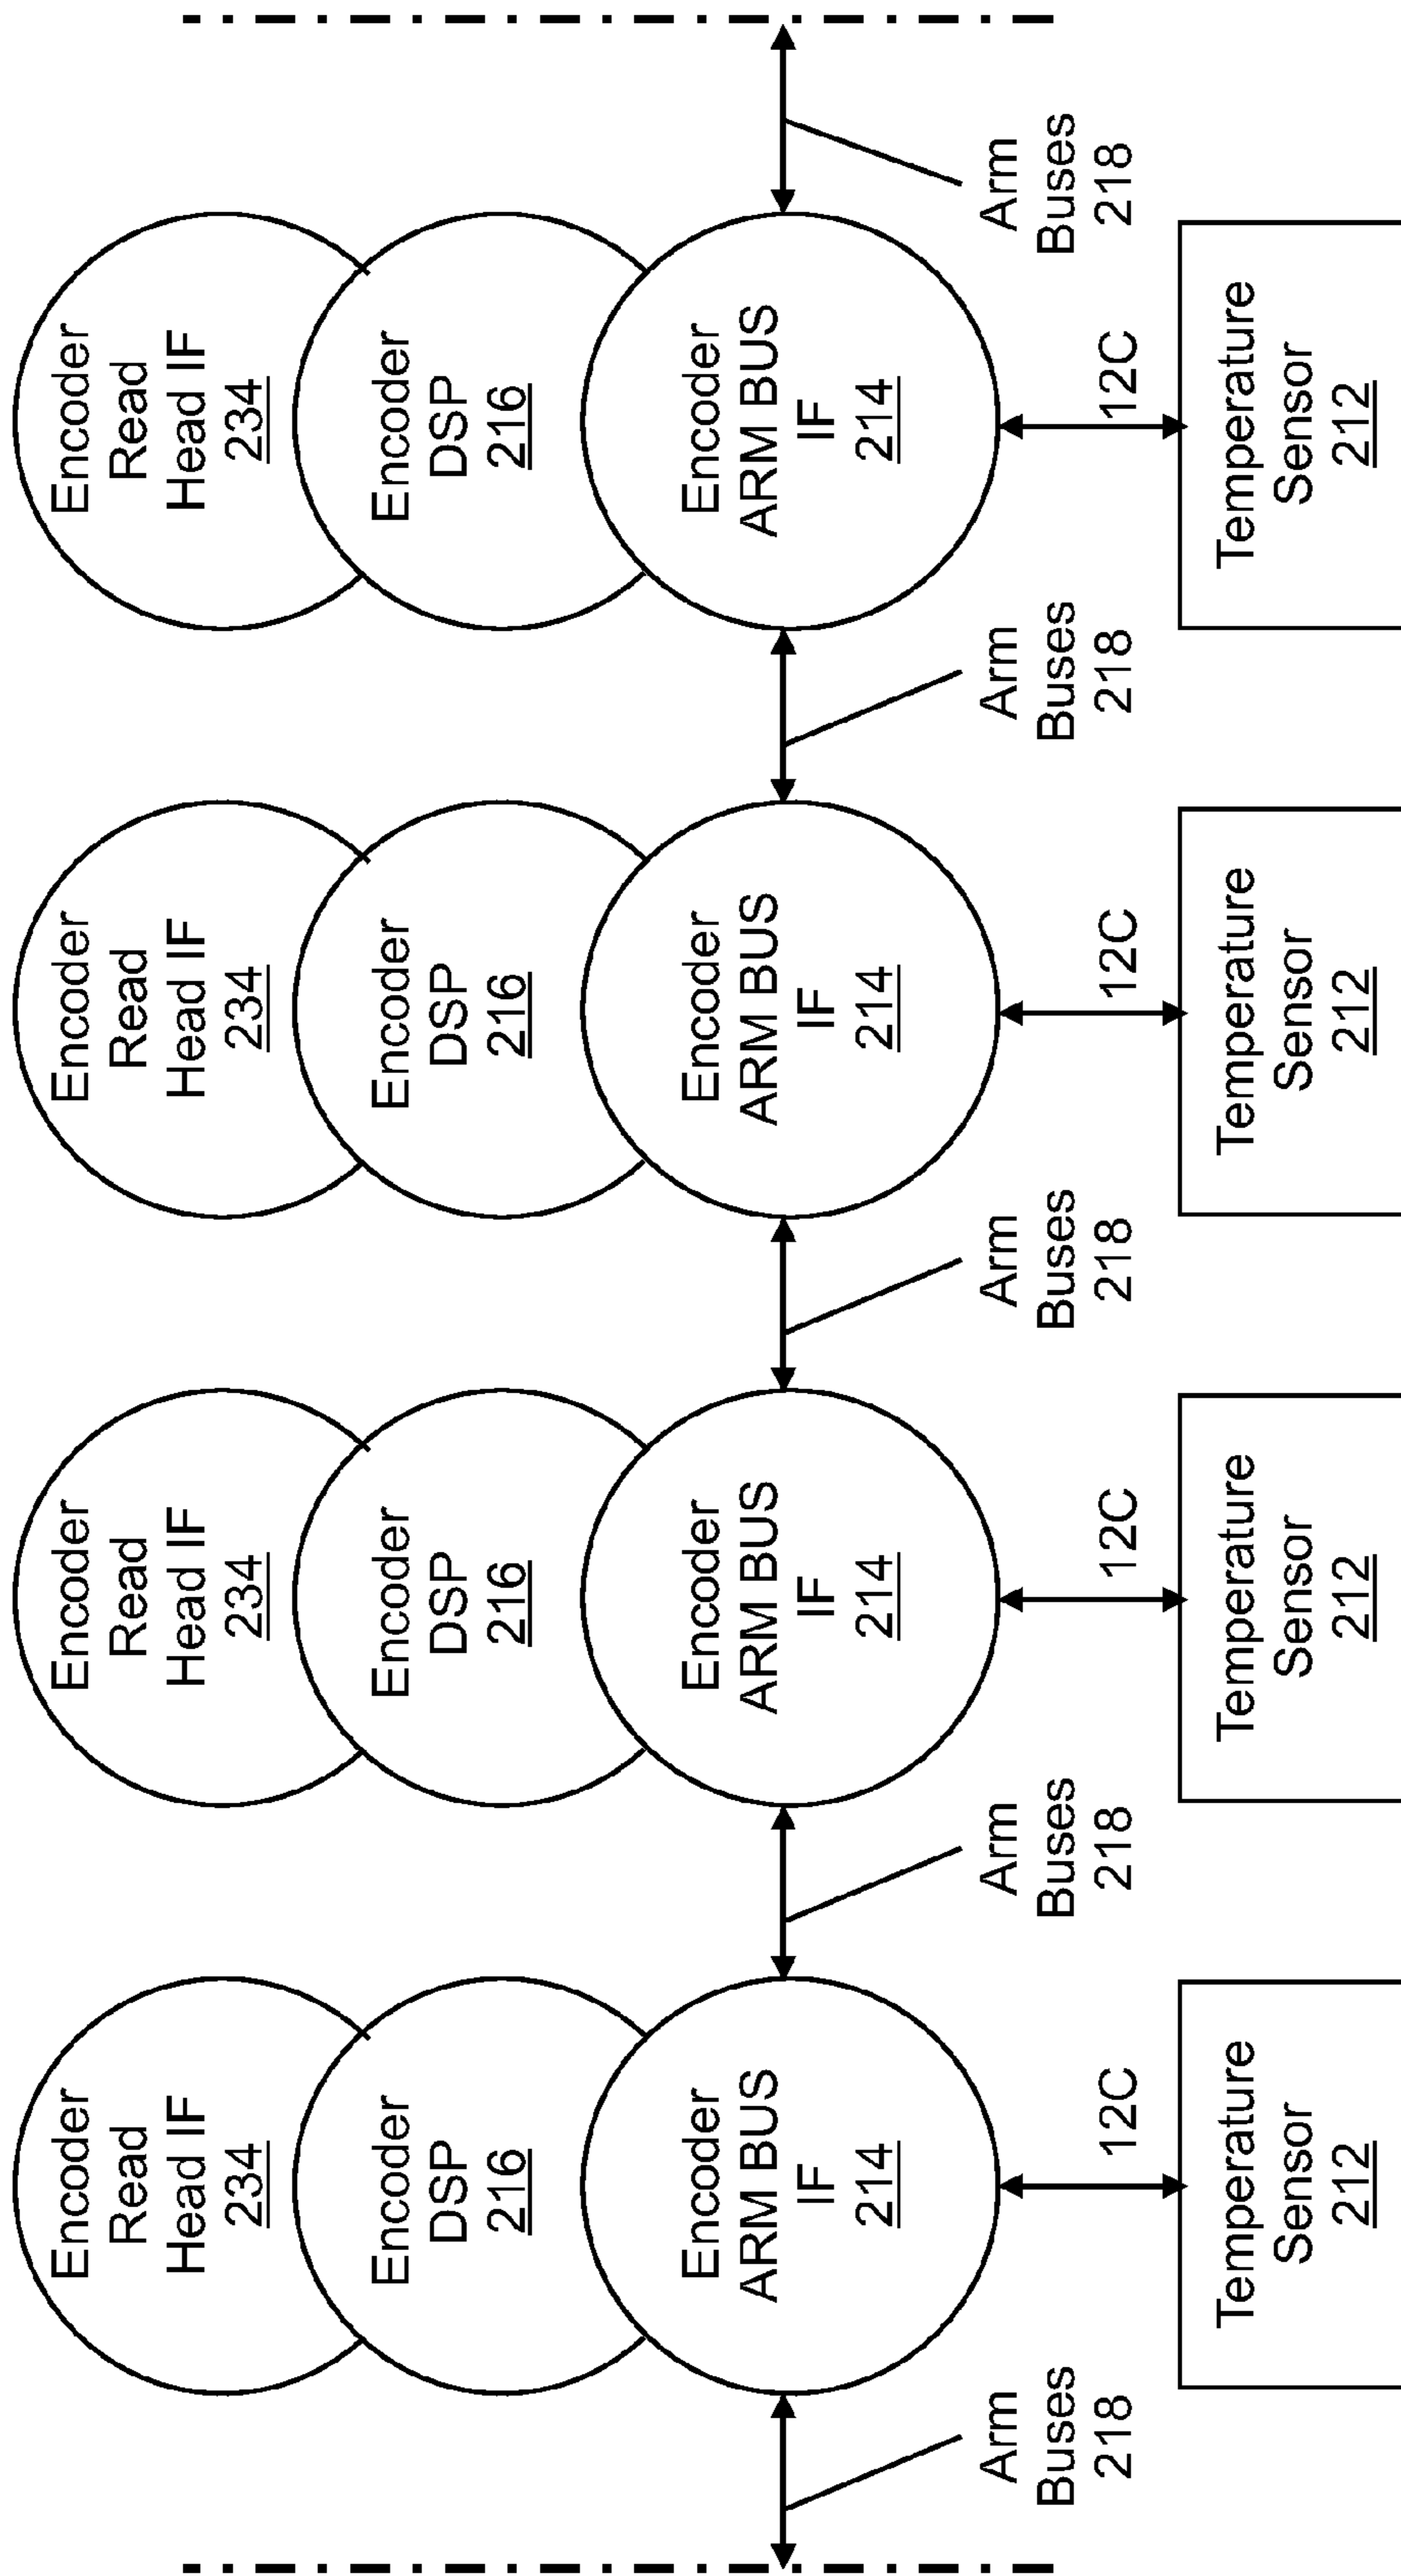 Encoder
Read
Head IF
234
Encoder
DSP
216
Encoder
ARM BUS
IF
214
12C
Temperature
Sensor
212
Encoder
Read
Head IF
234
Encoder
DSP
216
Encoder
ARM BUS
IF
214
12C
Temperature
Sensor
212
Encoder
Read
Head IF
234
Encoder
DSP
216
Encoder
ARM BUS
IF
214
12C
Temperature
Sensor
212
Encoder
Read
Head IF
234
Encoder
DSP
216
Encoder
ARM BUS
IF
214
12C
Temperature
Sensor
212
Arm
Buses
218
Arm
Buses
218
Arm
Buses
218
Arm
Buses
218
Arm
Buses
218